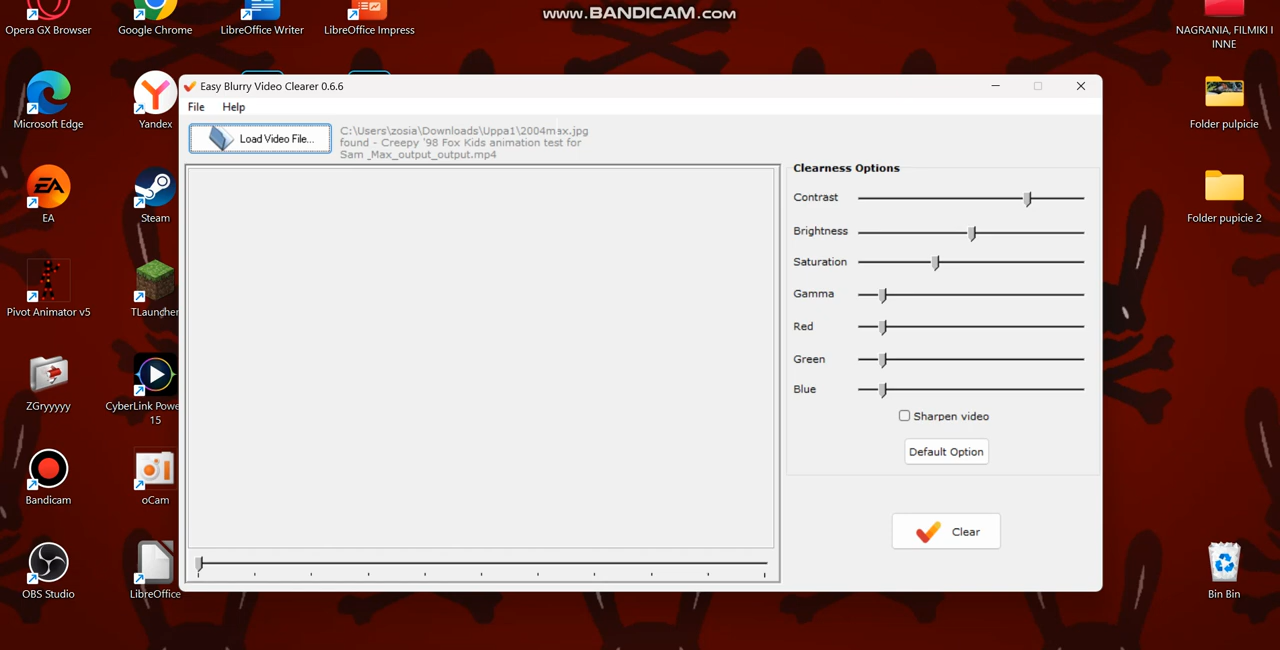 www.BANDICAM.com
Opera GX Browser
Google Chrome
LibreOffice Writer
LibreOffice Impress
NAGRANIA, FILMIKI I
INNE
Microsoft Edge
Yandex
Easy Blurry Video Clearer 0.6.6
File Help
Load Video File...
C:\Users\zosia\Downloads\Uppa1\2004max.jpg
found - Creepy '98 Fox Kids animation test for
Sam _Max_output_output.mp4
Clearness Options
Contrast
Brightness
Saturation
Gamma
Red
Green
Blue
Sharpen video
Default Option
Clear
Folder pulpicie
EA
EA
Steam
Folder pupicie 2
Pivot Animator v5
TLauncher
ZGryyyyy
CyberLink Powe
15
Bandicam
oCam
OBS Studio
LibreOffice
Bin Bin